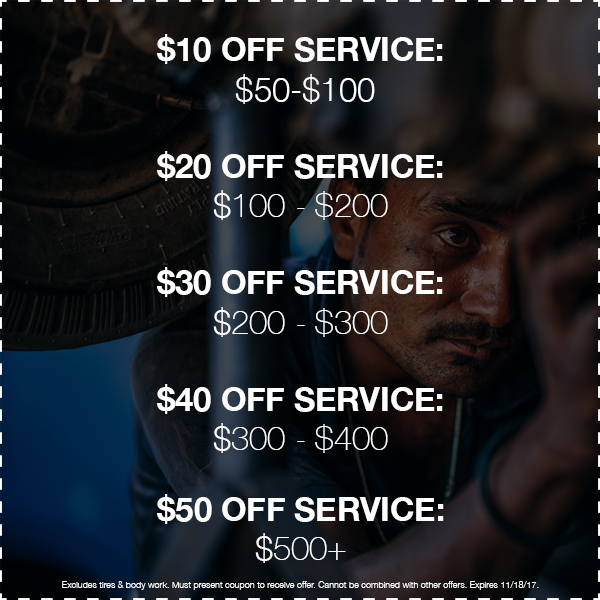 $10 OFF SERVICE:
$50-$100
$20 OFF SERVICE:
$100 - $200
$30 OFF SERVICE:
$200 - $300
$40 OFF SERVICE:
$300 - $400
$50 OFF SERVICE:
$500+
Excludes tires & body work. Must present coupon to receive offer. Cannot be combined with other offers. Expires 11/18/17.